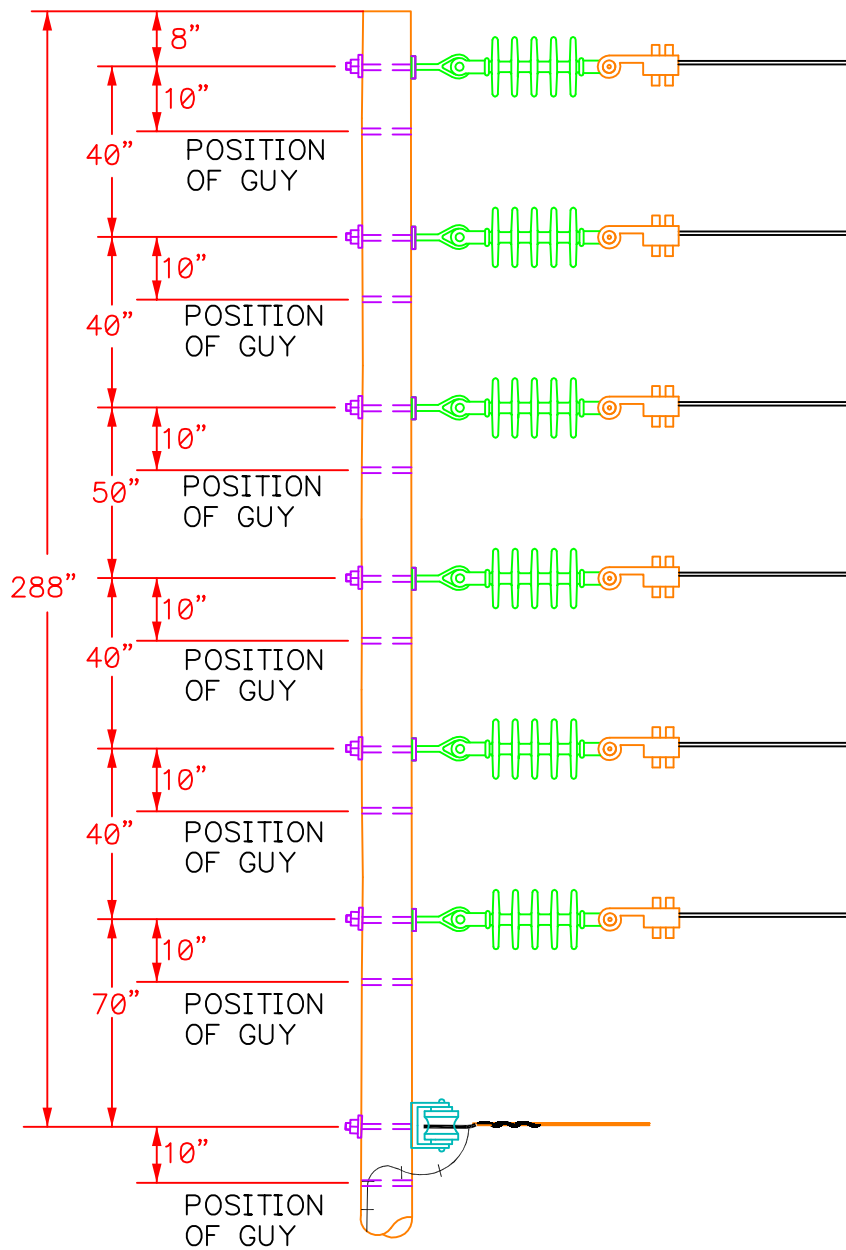 8"
10"
40"
POSITION
OF GUY
10"
40"
POSITION
OF GUY
10"
50"
POSITION
OF GUY
288"
10"
40"
POSITION
OF GUY
10"
40"
POSITION
OF GUY
10"
70"
POSITION
OF GUY
10"
POSITION
OF GUY